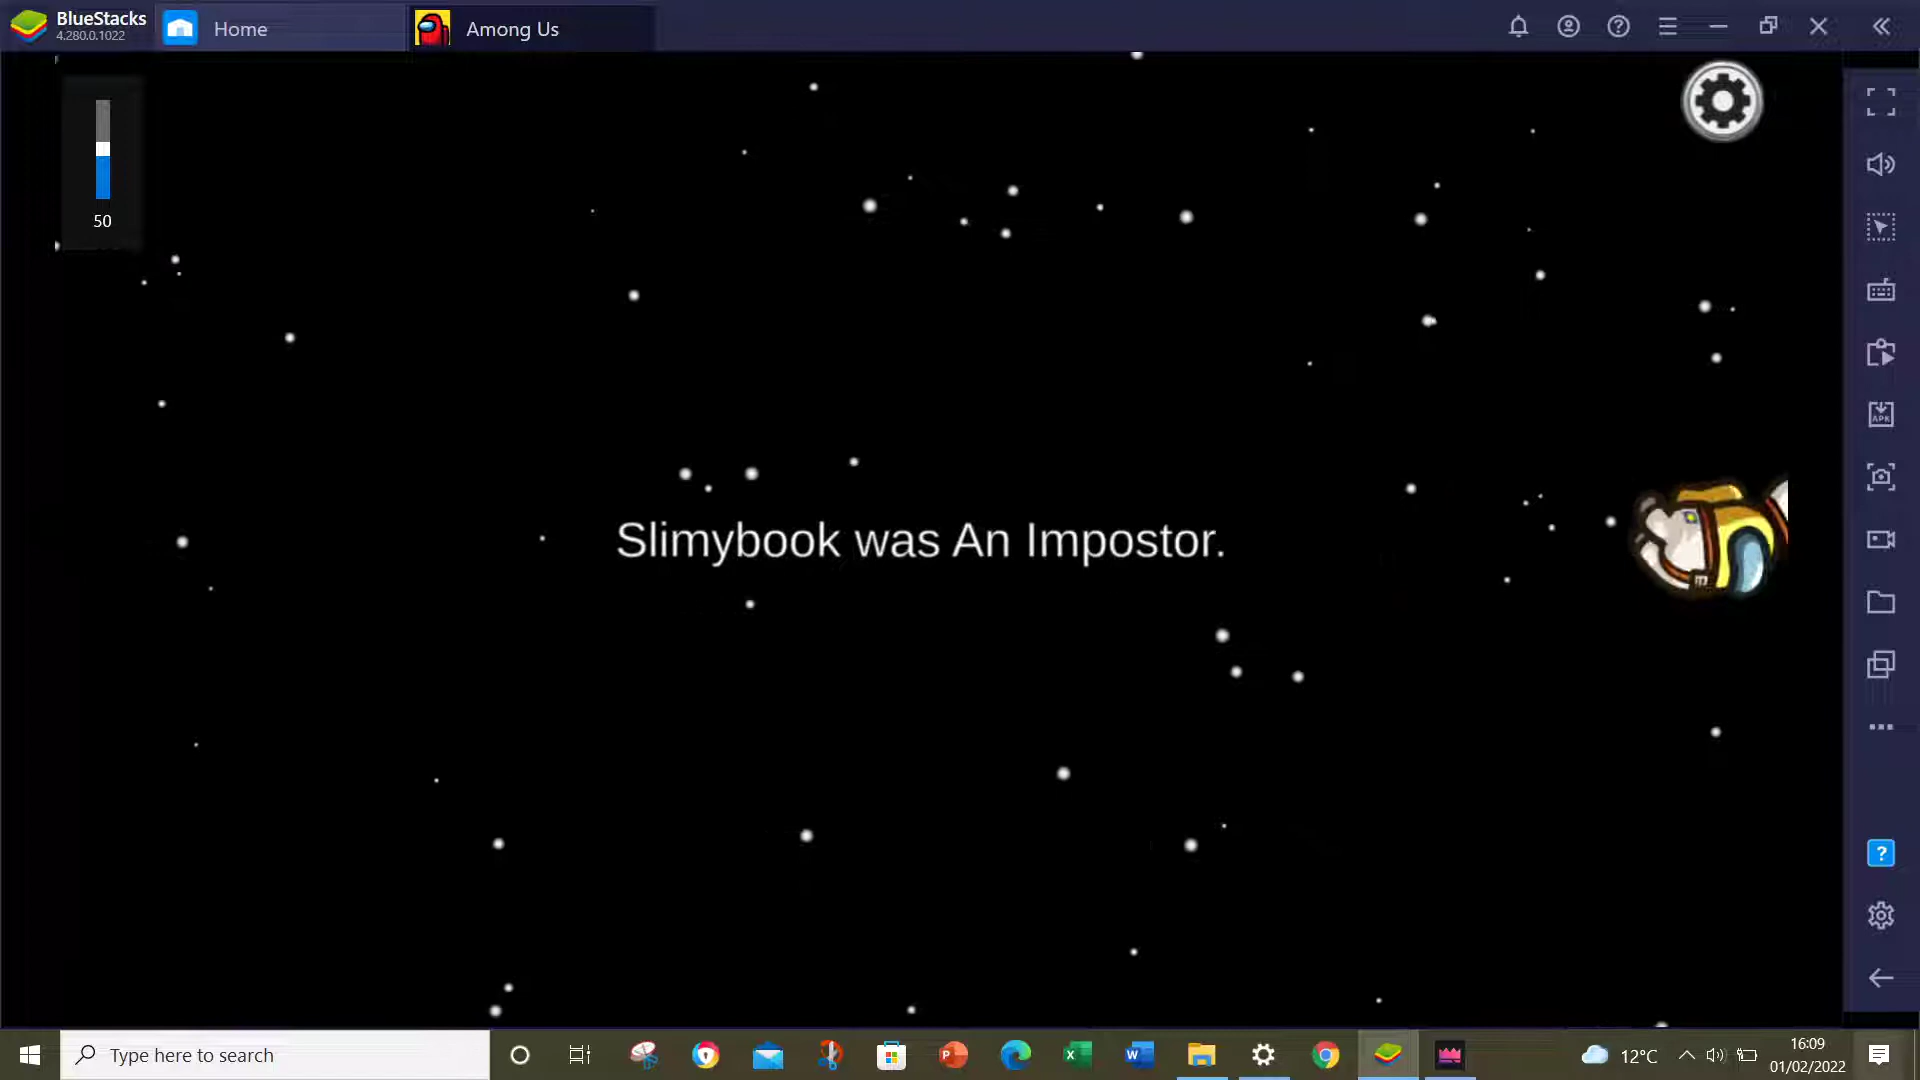 BlueStacks
4.280.0.1022
Home
Among Us
50
Slimybook was An Impostor.
APK
?
Type here to search
12°C
16:09
01/02/2022